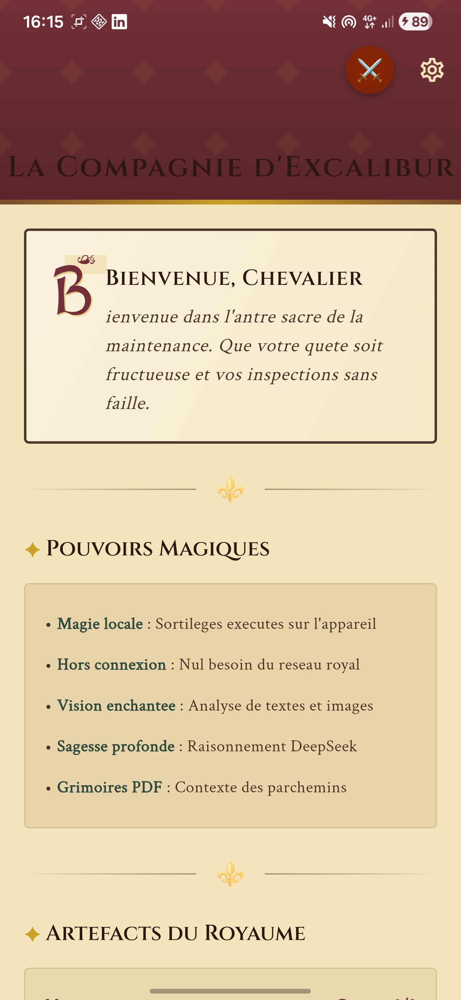 16:15
4G+
89
La Compagnie d'Excalibur
B
Bienvenue, Chevalier
ienvenue dans l'antre sacre de la
maintenance. Que votre quete soit
fructueuse et vos inspections sans
faille.
Pouvoirs Magiques
• Magie locale : Sortileges executes sur l'appareil
• Hors connexion : Nul besoin du reseau royal
• Vision enchantee : Analyse de textes et images
• Sagesse profonde : Raisonnement DeepSeek
• Grimoires PDF : Contexte des parchemins
Artefacts du Royaume